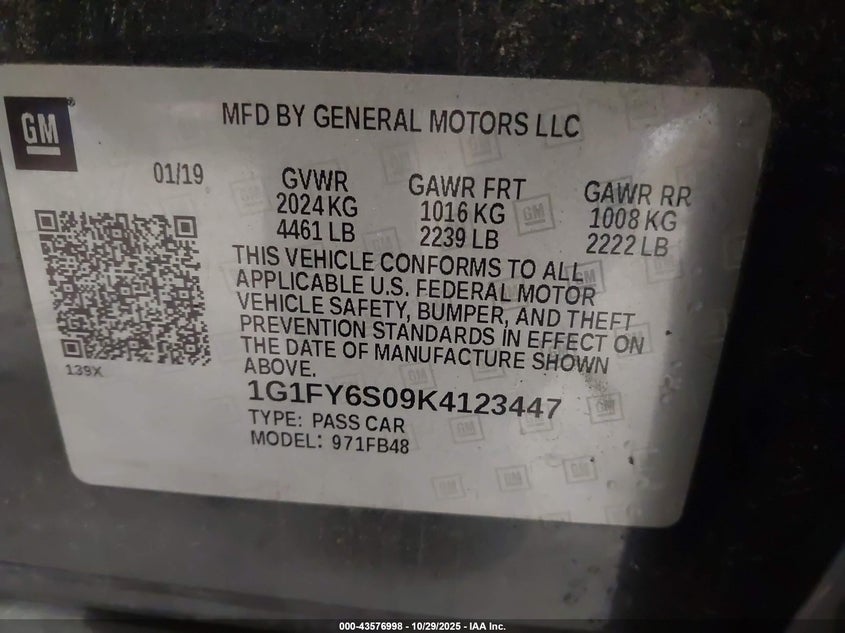 GM
MFD BY GENERAL MOTORS LLC
01/19
GVWR
2024 KG
4461 LB
GAWR FRT
1016 KG
2239 LB
GAWR RR
1008 KG
2222 LB
THIS VEHICLE CONFORMS TO ALL
APPLICABLE U.S. FEDERAL MOTOR
VEHICLE SAFETY, BUMPER, AND THEFT
PREVENTION STANDARDS IN EFFECT ON
THE DATE OF MANUFACTURE SHOWN
ABOVE.
139X
1G1FY6S09K4123447
TYPE: PASS CAR
MODEL: 971FB48
000-43576998 - 10/29/2025 - IAA Inc.